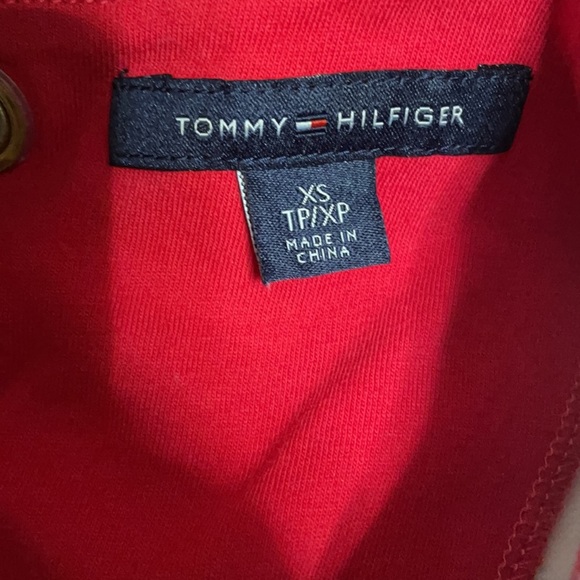 TOMMY HILFIGER
XS
TP/XP
MADE IN
CHINA